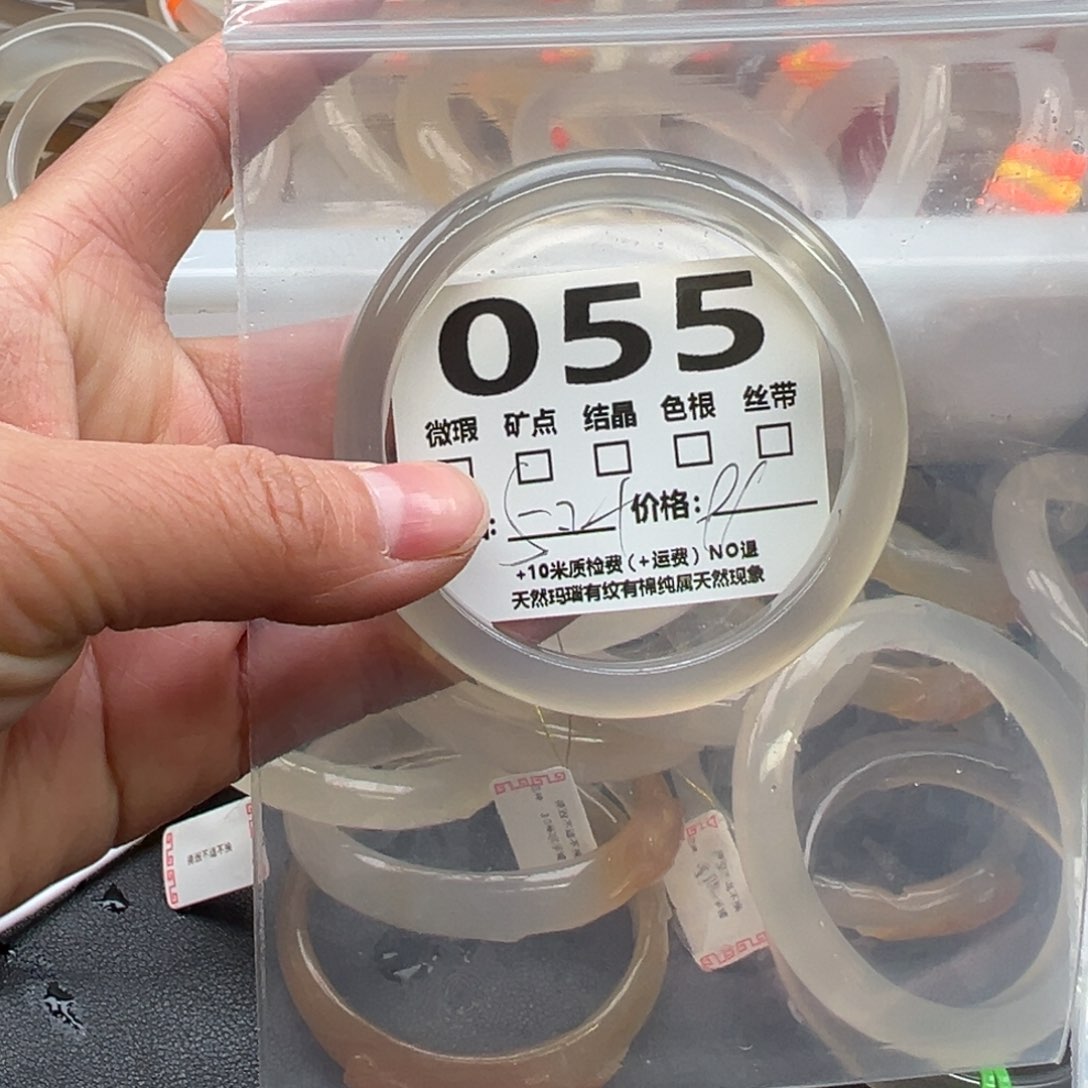 055
微瑕 矿点 结晶 色根 丝带
价格:
+10米质检费(+运费)NO退
天然玛瑙有纹有棉纯属天然现象